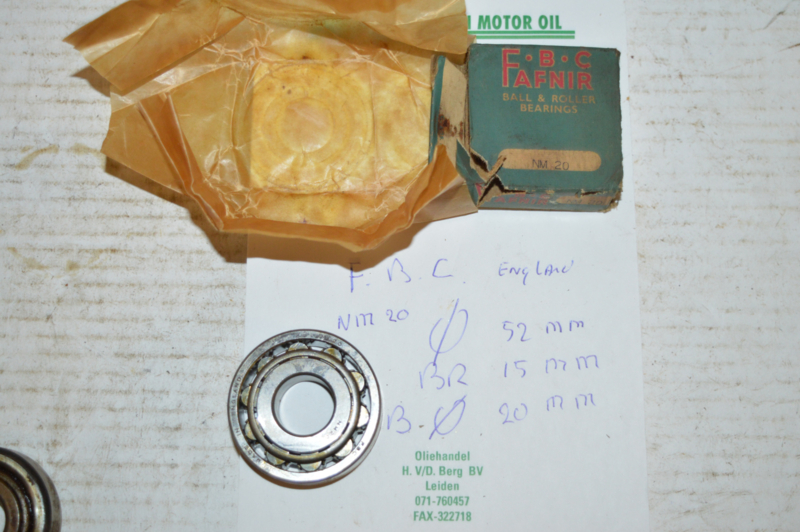 MOTOR OIL
F·B·C
FAFNIR
BALL & ROLLER
BEARINGS
NM 20
F. B. C. ENGLAND
NM 20 Ø 52 mm
BR 15 mm
B. Ø 20 mm
ENGLAND
Oliehandel
H. V/D. Berg BV
Leiden
071-760457
FAX-322718